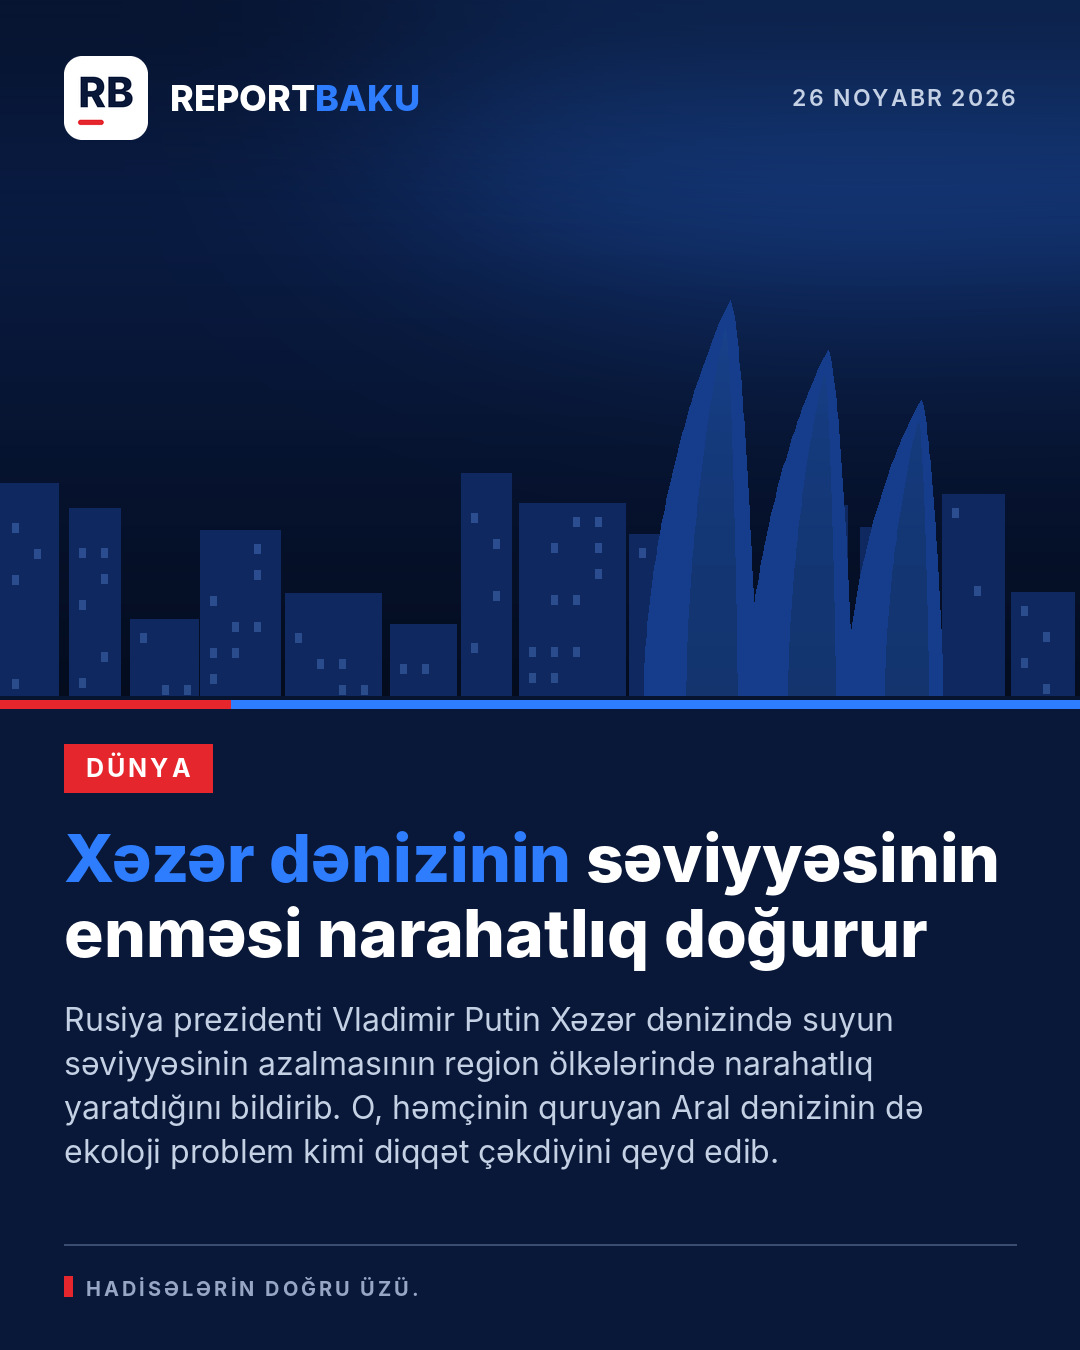 RB
REPORTBAKU
26 NOYABR 2026
DÜNYA
Xəzər dənizinin səviyyəsinin
enməsi narahatlıq doğurur
Rusiya prezidenti Vladimir Putin Xəzər dənizində suyun
səviyyəsinin azalmasının region ölkələrində narahatlıq
yaratdığını bildirib. O, həmçinin quruyan Aral dənizinin də
ekoloji problem kimi diqqət çəkdiyini qeyd edib.
HADİSƏLƏRİN DOĞRU ÜZÜ.